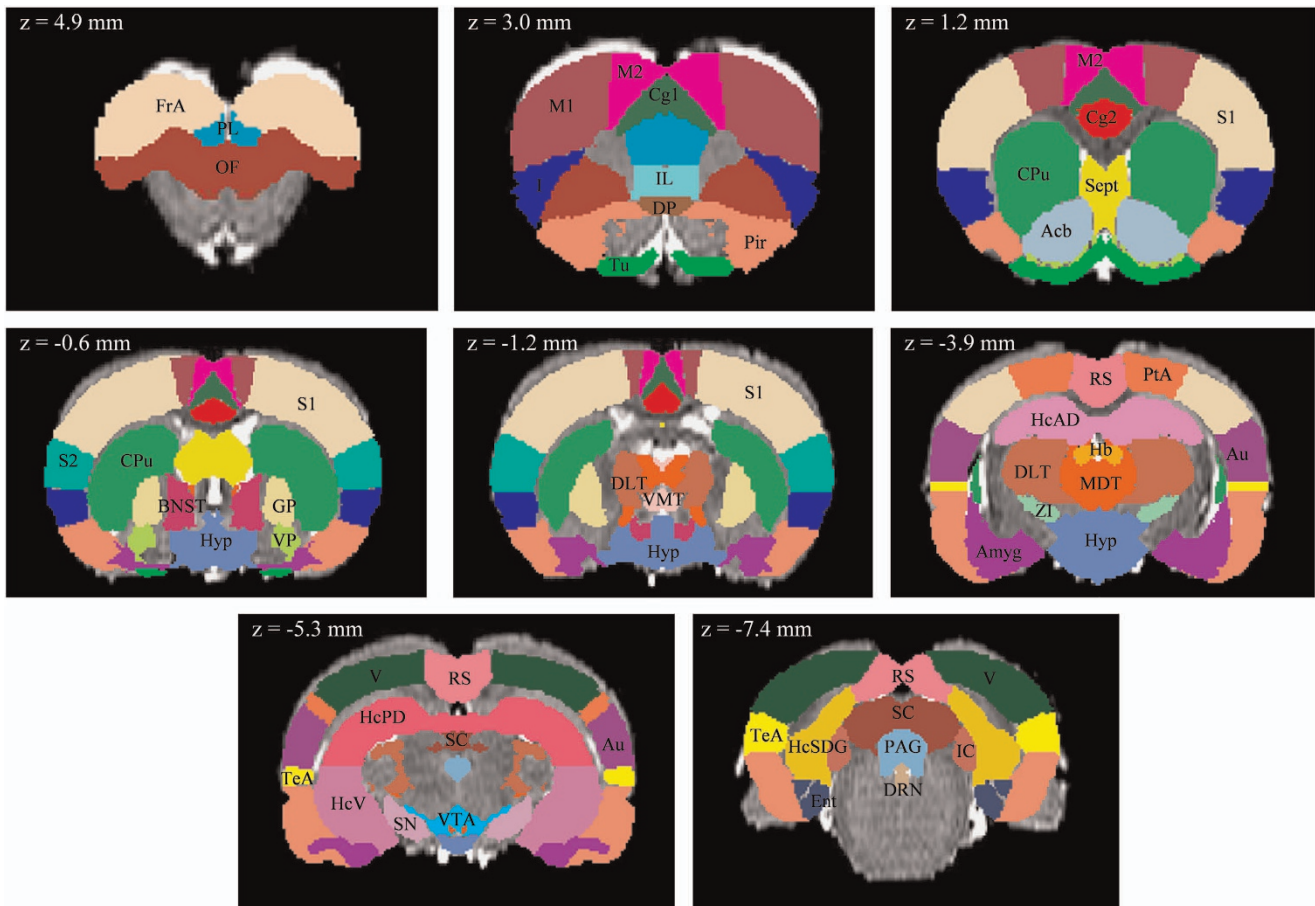 z = 4.9 mm
FrA
PL
OF
z = 3.0 mm
M2
Cg1
M1
I
IL
DP
Pir
Tu
z = 1.2 mm
M2
S1
Cg2
CPu
Sept
Acb
z = -0.6 mm
S1
S2
CPu
BNST
GP
Hyp
VP
z = -1.2 mm
S1
DLT
VMT
Hyp
z = -3.9 mm
RS
PtA
HcAD
Hb
Au
DLT
MDT
ZI
Amyg
Hyp
z = -5.3 mm
V
RS
HcPD
SC
Au
TeA
HcV
SN
VTA
z = -7.4 mm
RS
V
SC
TeA
HcSDG
PAG
IC
DRN
Ent